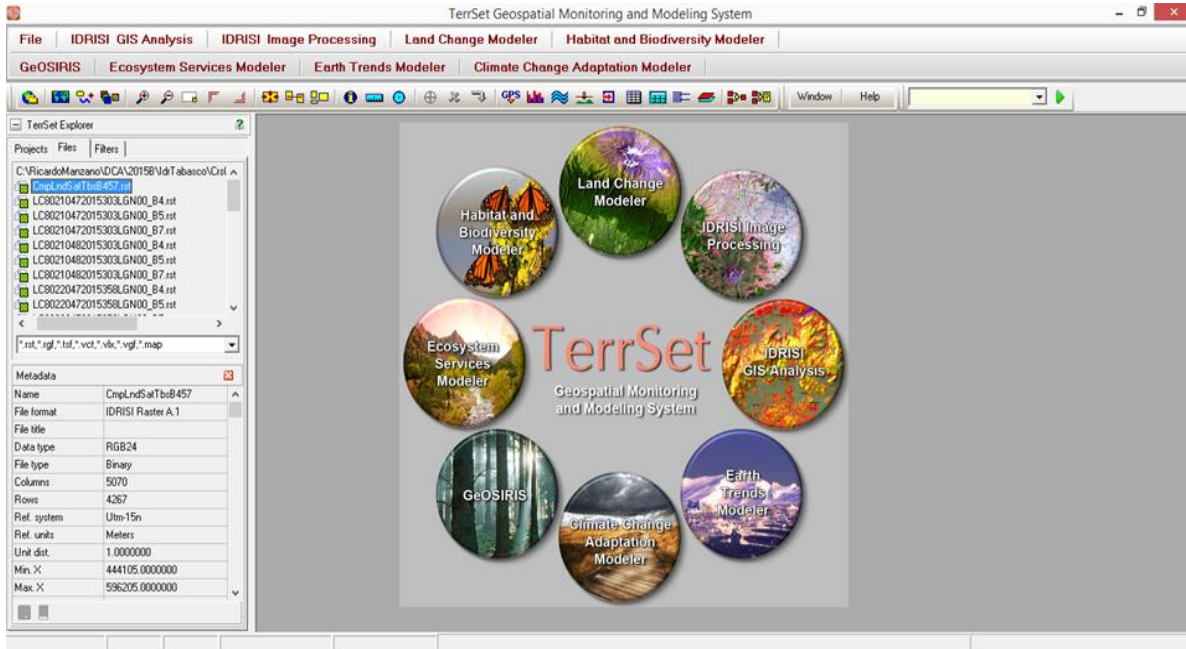 TerrSet Geospatial Monitoring and Modeling System
File IDRISI GIS Analysis IDRISI Image Processing Land Change Modeler Habitat and Biodiversity Modeler
GeOSIRIS Ecosystem Services Modeler Earth Trends Modeler Climate Change Adaptation Modeler
GPS Window Help
TerrSet Explorer
Projects Files Filters
C:\RicardoManzano\DCA\2015B\IdrTabasco\Crsl
CmpLndSatTbsB457.rst
LC80210472015303LGN00_B4.rst
LC80210472015303LGN00_B5.rst
LC80210472015303LGN00_B7.rst
LC80210482015303LGN00_B4.rst
LC80210482015303LGN00_B5.rst
LC80210482015303LGN00_B7.rst
LC80220472015358LGN00_B4.rst
LC80220472015358LGN00_B5.rst
*.rst,*.rgf,*.tsf,*.vct,*.vlx,*.vgf,*.map
Metadata
Name CmpLndSatTbsB457
File format IDRISI Raster A.1
File title
Data type RGB24
File type Binary
Columns 5070
Rows 4267
Ref. system Utm-15n
Ref. units Meters
Unit dist. 1.0000000
Min. X 444105.0000000
Max. X 596205.0000000
Land Change
Modeler
Habitat and
Biodiversity
Modeler
IDRISI Image
Processing
Ecosystem
Services
Modeler
TerrSet
Geospatial Monitoring
and Modeling System
IDRISI
GIS Analysis
GeOSIRIS
Earth
Trends
Modeler
Climate Change
Adaptation
Modeler